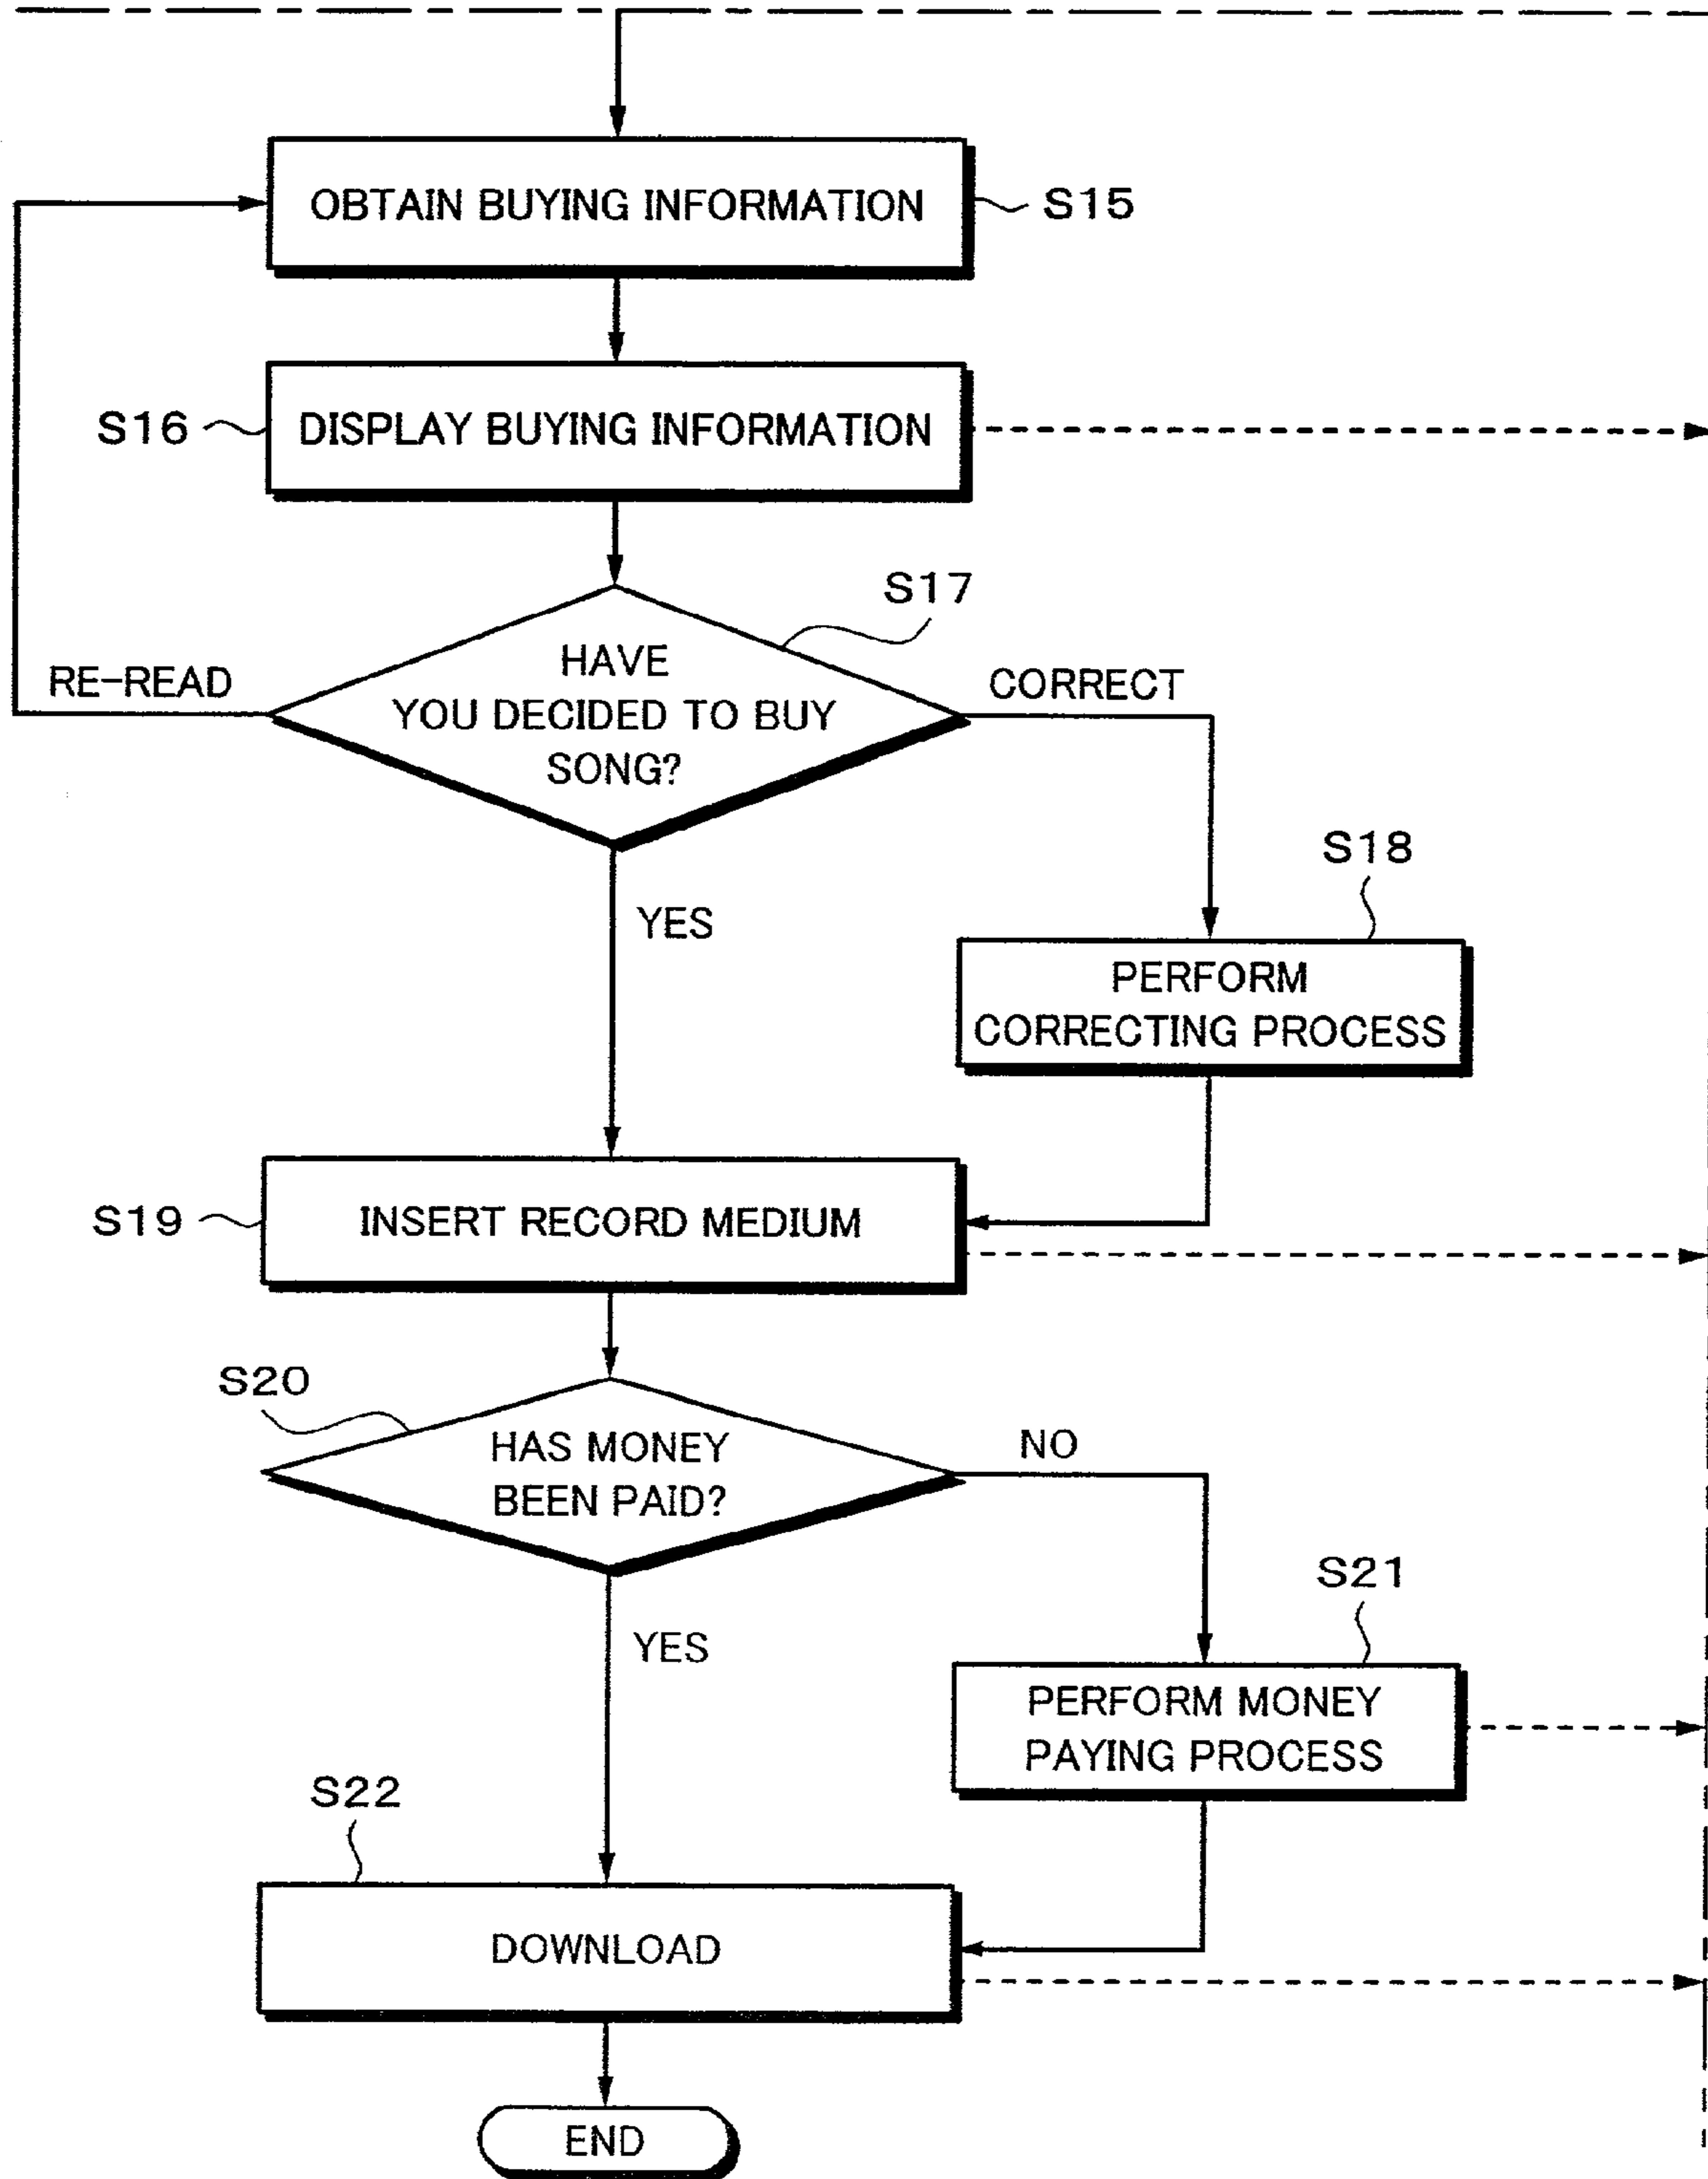 OBTAIN BUYING INFORMATION
S15
S16
DISPLAY BUYING INFORMATION
S17
HAVE
YOU DECIDED TO BUY
SONG?
RE-READ
CORRECT
YES
S18
PERFORM
CORRECTING PROCESS
S19
INSERT RECORD MEDIUM
S20
HAS MONEY
BEEN PAID?
NO
YES
S21
PERFORM MONEY
PAYING PROCESS
S22
DOWNLOAD
END